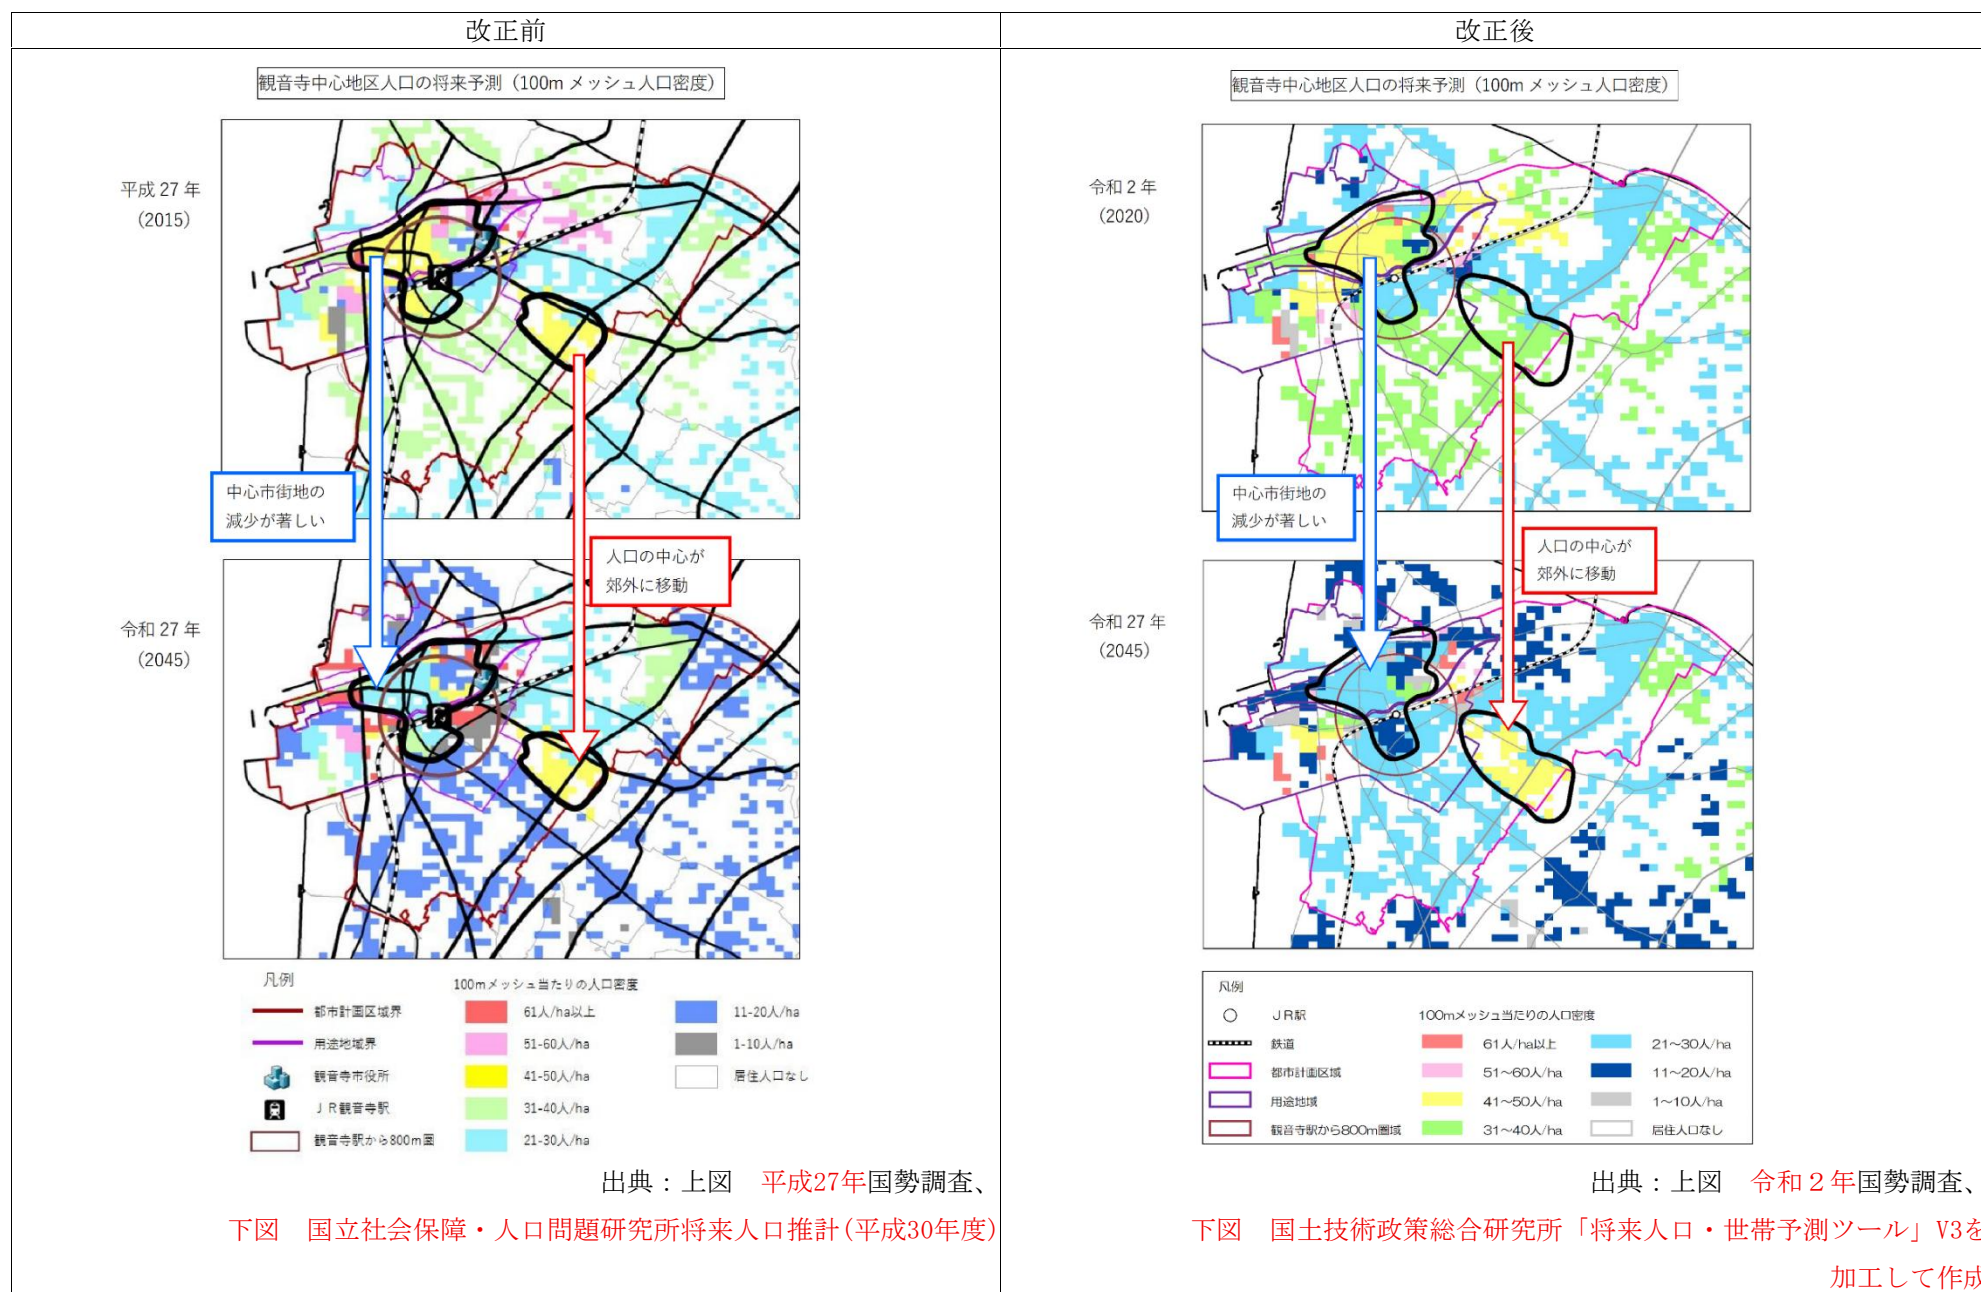 改正前
観音寺中心地区人口の将来予測（100m メッシュ人口密度）
平成 27 年
（2015）
中心市街地の
減少が著しい
人口の中心が
郊外に移動
令和 27 年
（2045）
凡例
100mメッシュ当たりの人口密度
都市計画区域界
61人/ha以上
11-20人/ha
用途地域界
51-60人/ha
1-10人/ha
観音寺市役所
41-50人/ha
居住人口なし
ＪＲ観音寺駅
31-40人/ha
観音寺駅から800m圏
21-30人/ha
出典：上図　平成27年国勢調査、
下図　国立社会保障・人口問題研究所将来人口推計(平成30年度)
改正後
観音寺中心地区人口の将来予測（100m メッシュ人口密度）
令和 2 年
（2020）
中心市街地の
減少が著しい
人口の中心が
郊外に移動
令和 27 年
（2045）
凡例
ＪＲ駅
100mメッシュ当たりの人口密度
鉄道
61人/ha以上
21～30人/ha
都市計画区域
51～60人/ha
11～20人/ha
用途地域
41～50人/ha
1～10人/ha
観音寺駅から800m圏域
31～40人/ha
居住人口なし
出典：上図　令和２年国勢調査、
下図　国土技術政策総合研究所「将来人口・世帯予測ツール」V3を
加工して作成